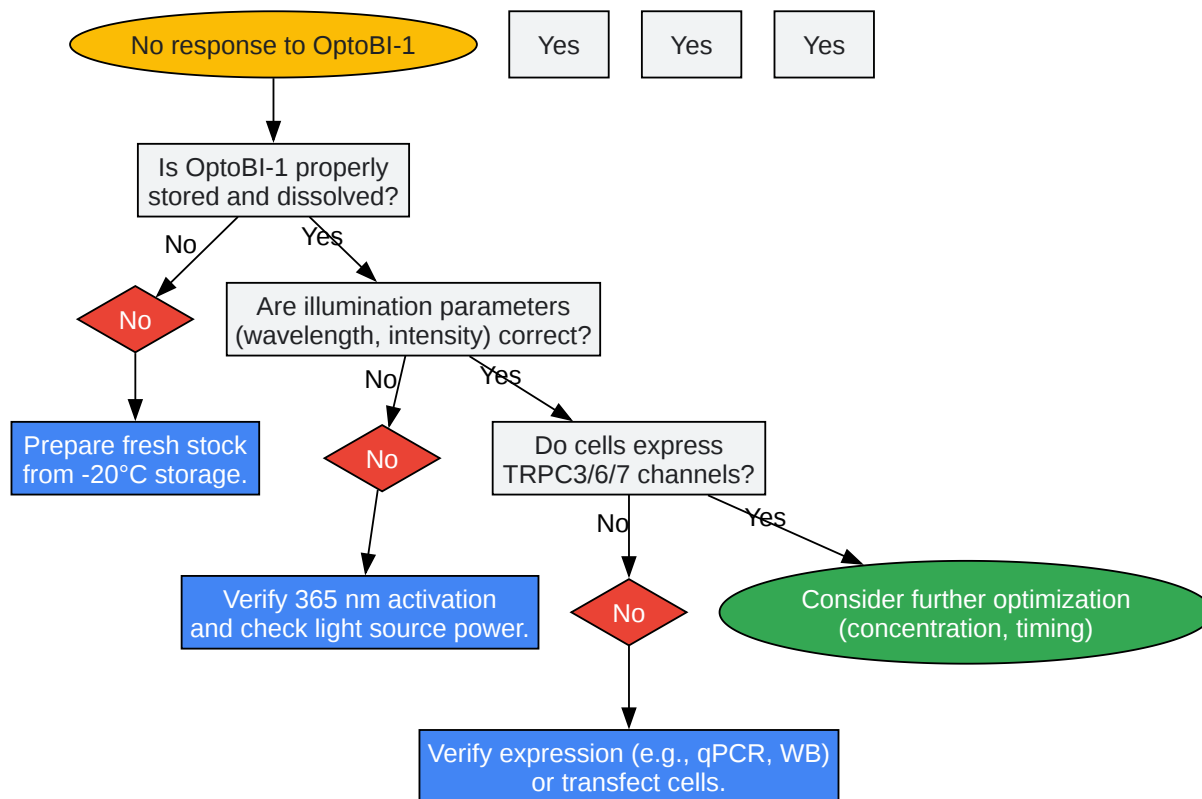 No response to OptoBI-1
Yes
Yes
Yes
Is OptoBI-1 properly
stored and dissolved?
No
Yes
No
Are illumination parameters
(wavelength, intensity) correct?
No
Yes
Prepare fresh stock
from -20°C storage.
No
Do cells express
TRPC3/6/7 channels?
No
Yes
Verify 365 nm activation
and check light source power.
No
Consider further optimization
(concentration, timing)
Verify expression (e.g., qPCR, WB)
or transfect cells.